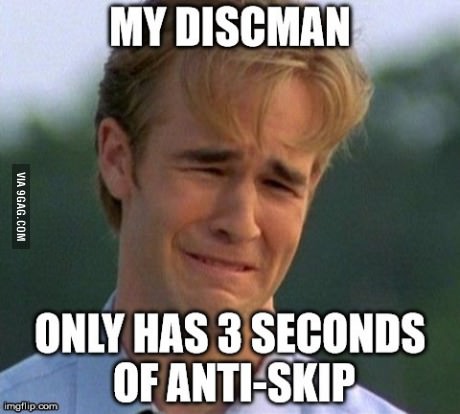 MY DISCMAN
VIA 9GAG.COM
ONLY HAS 3 SECONDS
OF ANTI-SKIP
imgflip.com